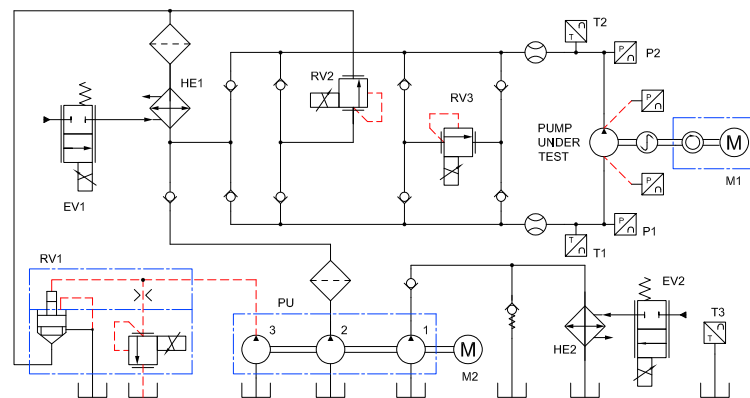 T2
P
P2
HE1
RV2
RV3
P
PUMP
UNDER
TEST
M
M1
P
EV1
P
P1
T
T1
RV1
PU
EV2
T3
T
3
2
1
M
M2
HE2
T